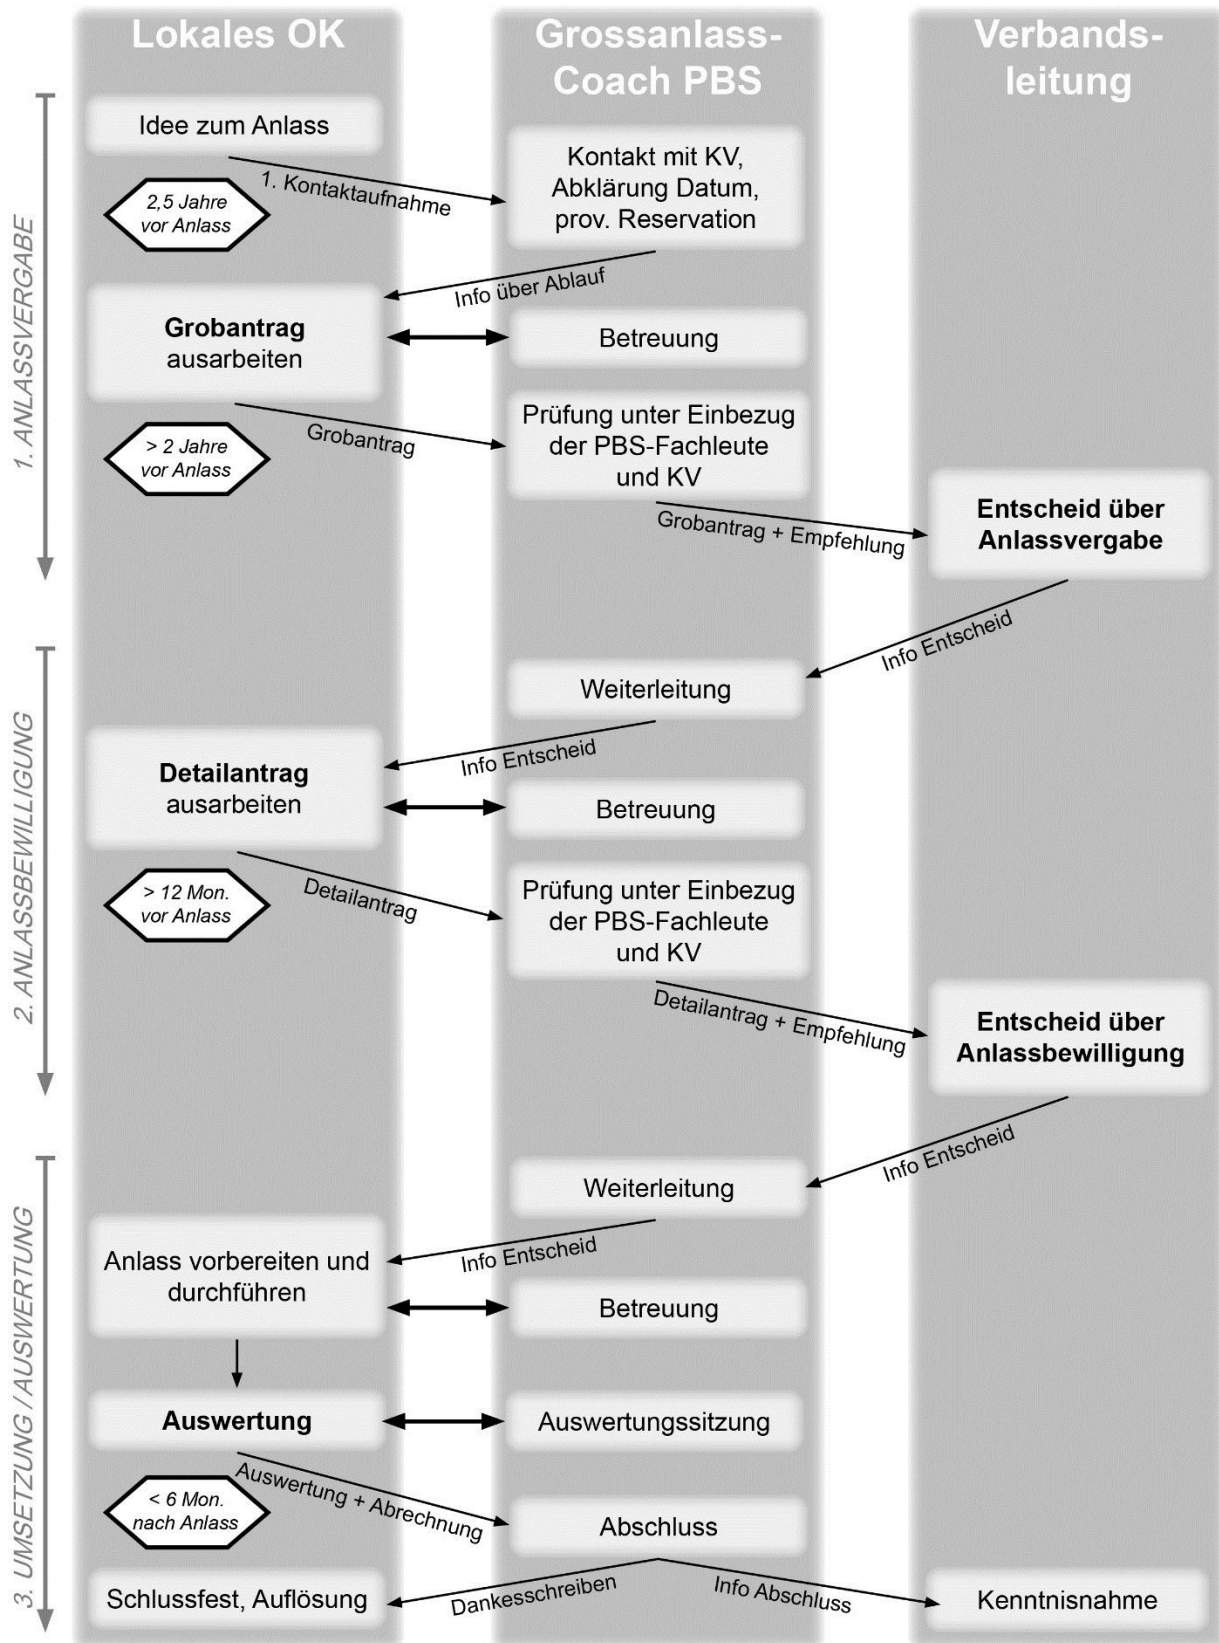 Lokales OK
Grossanlass-
Coach PBS
Verbands-
leitung
1. ANLASSVERGABE
Idee zum Anlass
1. Kontaktaufnahme
Kontakt mit KV,
Abklärung Datum,
prov. Reservation
2,5 Jahre
vor Anlass
Info über Ablauf
Grobantrag
ausarbeiten
Betreuung
Grobantrag
> 2 Jahre
vor Anlass
Prüfung unter Einbezug
der PBS-Fachleute
und KV
Grobantrag + Empfehlung
Entscheid über
Anlassvergabe
Info Entscheid
2. ANLASSBEWILLIGUNG
Weiterleitung
Info Entscheid
Detailantrag
ausarbeiten
Betreuung
Detailantrag
> 12 Mon.
vor Anlass
Prüfung unter Einbezug
der PBS-Fachleute
und KV
Detailantrag + Empfehlung
Entscheid über
Anlassbewilligung
Info Entscheid
3. UMSETZUNG / AUSWERTUNG
Weiterleitung
Info Entscheid
Anlass vorbereiten und
durchführen
Betreuung
Auswertung
Auswertungssitzung
Auswertung + Abrechnung
< 6 Mon.
nach Anlass
Abschluss
Dankesschreiben
Info Abschluss
Schlussfest, Auflösung
Kenntnisnahme